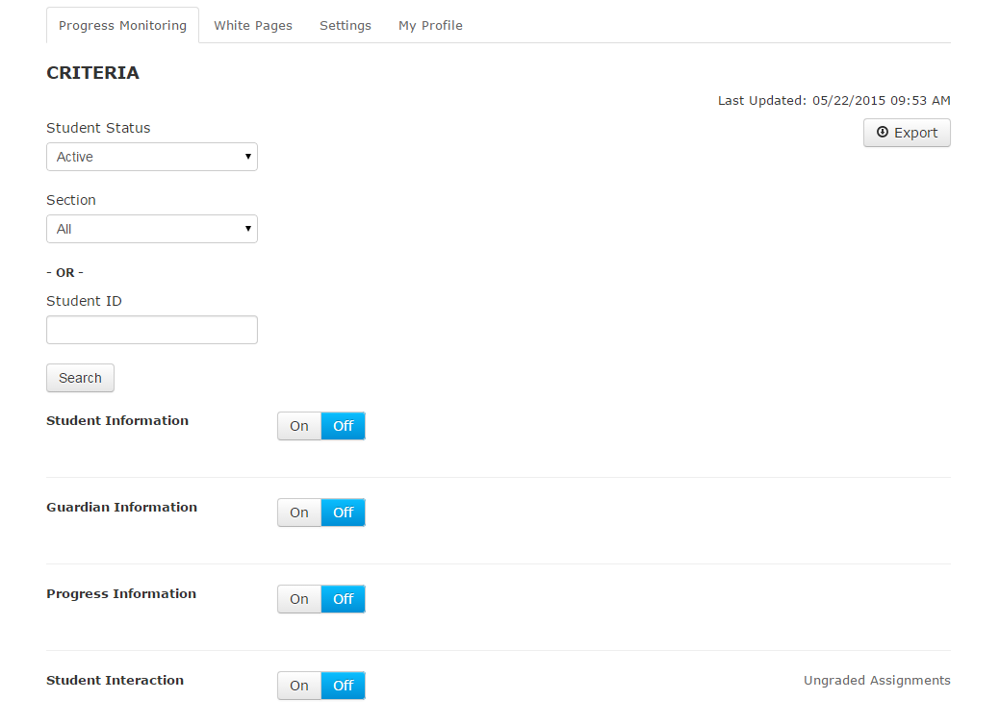 Progress Monitoring White Pages Settings My Profile
CRITERIA
Last Updated: 05/22/2015 09:53 AM
Student Status
Export
Active
Section
All
- OR -
Student ID
Search
Student Information On Off
Guardian Information On Off
Progress Information On Off
Student Interaction On Off Ungraded Assignments